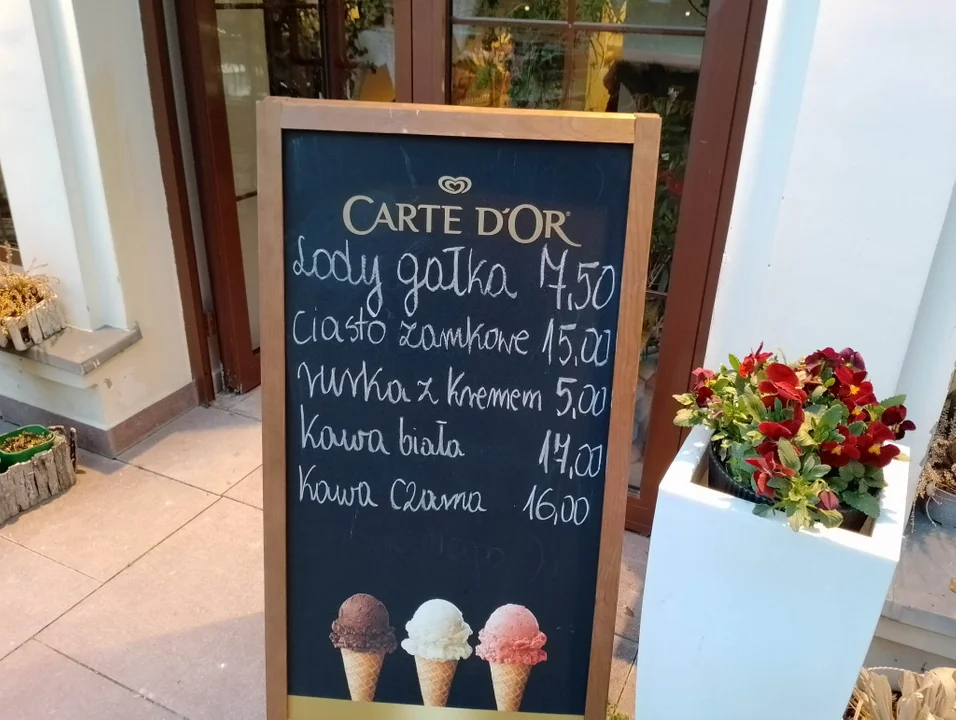 CARTE D'OR
Lody gałka 7,50
Ciasto zamkowe 15,00
rurka z kremem 5,00
Kawa biała 17,00
Kawa czarna 16,00